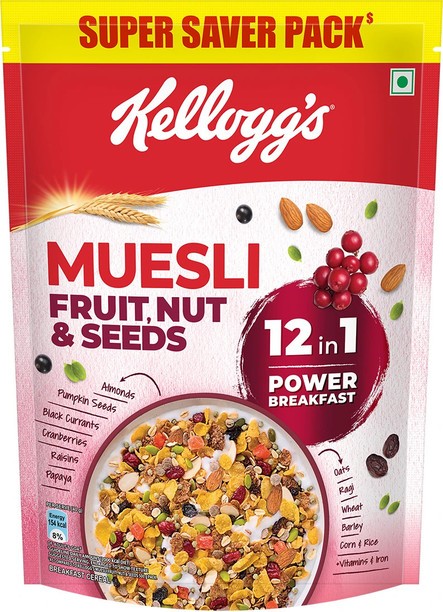 SUPER SAVER PACK$
Kellogg's
MUESLI
FRUIT, NUT
& SEEDS
12 in 1
POWER
BREAKFAST
Almonds
Pumpkin Seeds
Black Currants
Cranberries
Raisins
Papaya
Oats
Ragi
Wheat
Barley
Corn & Rice
+Vitamins & Iron
Energy
154 kcal
8%
BREAKFAST CEREAL